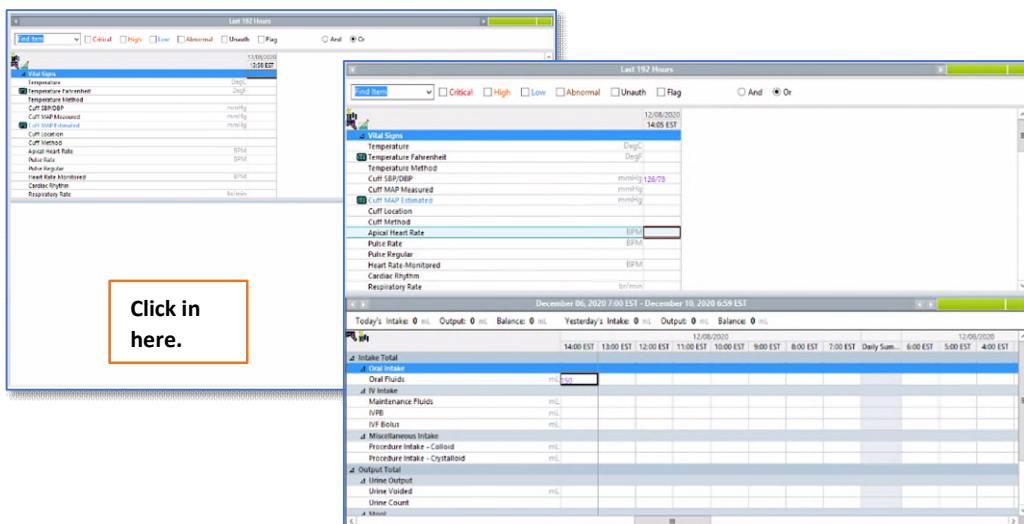 Last 192 Hours
Find Item Critical High Low Abnormal Unauth Flag And Or
12/08/2020
13:58 EST
Vital Signs
Temperature DegC
Temperature Fahrenheit DegF
Temperature Method
Cuff SBP/DBP mmHg
Cuff MAP Measured mmHg
Cuff MAP Estimated mmHg
Cuff Location
Cuff Method
Apical Heart Rate BPM
Pulse Rate BPM
Pulse Regular
Heart Rate Monitored BPM
Cardiac Rhythm
Respiratory Rate br/min
Click in
here.
Last 192 Hours
Find Item Critical High Low Abnormal Unauth Flag And Or
12/08/2020
14:05 EST
Vital Signs
Temperature DegC
Temperature Fahrenheit DegF
Temperature Method
Cuff SBP/DBP mmHg 126/73
Cuff MAP Measured mmHg
Cuff MAP Estimated mmHg
Cuff Location
Cuff Method
Apical Heart Rate BPM
Pulse Rate BPM
Pulse Regular
Heart Rate-Monitored BPM
Cardiac Rhythm
Respiratory Rate br/min
December 06, 2020 7:00 EST - December 10, 2020 6:59 EST
Today's Intake: 0 mL Output: 0 mL Balance: 0 mL Yesterday's Intake: 0 mL Output: 0 mL Balance: 0 mL
12/08/2020 12/08/2020
14:00 EST 13:00 EST 12:00 EST 11:00 EST 10:00 EST 9:00 EST 8:00 EST 7:00 EST Daily Sum... 6:00 EST 5:00 EST 4:00 EST
Intake Total
Oral Intake
Oral Fluids mL 150
IV Intake
Maintenance Fluids mL
IVPB mL
IVF Bolus mL
Miscellaneous Intake
Procedure Intake - Colloid mL
Procedure Intake - Crystalloid mL
Output Total
Urine Output
Urine Voided mL
Urine Count
Stool